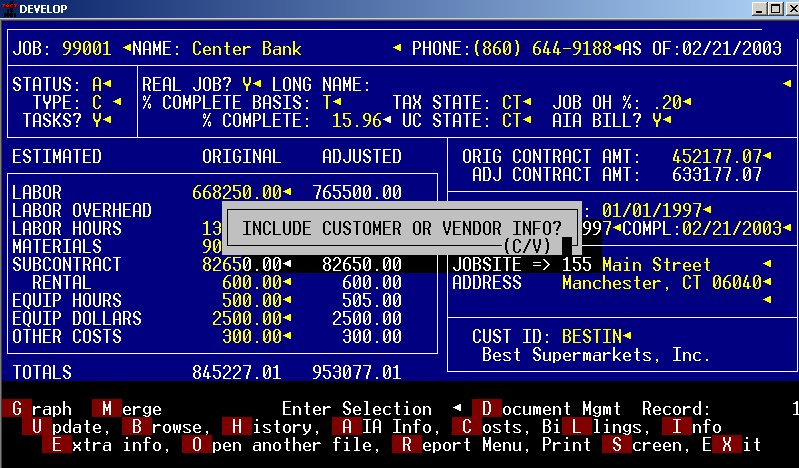 DEVELOP
JOB: 99001 NAME: Center Bank PHONE:(860) 644-9188 AS OF:02/21/2003
STATUS: A REAL JOB? Y LONG NAME:
TYPE: C % COMPLETE BASIS: T TAX STATE: CT JOB OH %: .20
TASKS? Y % COMPLETE: 15.96 UC STATE: CT AIA BILL? Y
ESTIMATED ORIGINAL ADJUSTED ORIG CONTRACT AMT: 452177.07
ADJ CONTRACT AMT: 633177.07
LABOR 668250.00 765500.00
LABOR OVERHEAD : 01/01/1997
LABOR HOURS 13 997 COMPL:02/21/2003
INCLUDE CUSTOMER OR VENDOR INFO?
(C/V)
MATERIALS 90
SUBCONTRACT 82650.00 82650.00 JOBSITE => 155 Main Street
RENTAL 600.00 600.00 ADDRESS Manchester, CT 06040
EQUIP HOURS 500.00 505.00
EQUIP DOLLARS 2500.00 2500.00
OTHER COSTS 300.00 300.00 CUST ID: BESTIN
Best Supermarkets, Inc.
TOTALS 845227.01 953077.01
Graph Merge Enter Selection Document Mgmt Record: 1
Update, Browse, History, AIA Info, Costs, BiLlings, Info
Extra info, Open another file, Report Menu, Print Screen, EXit